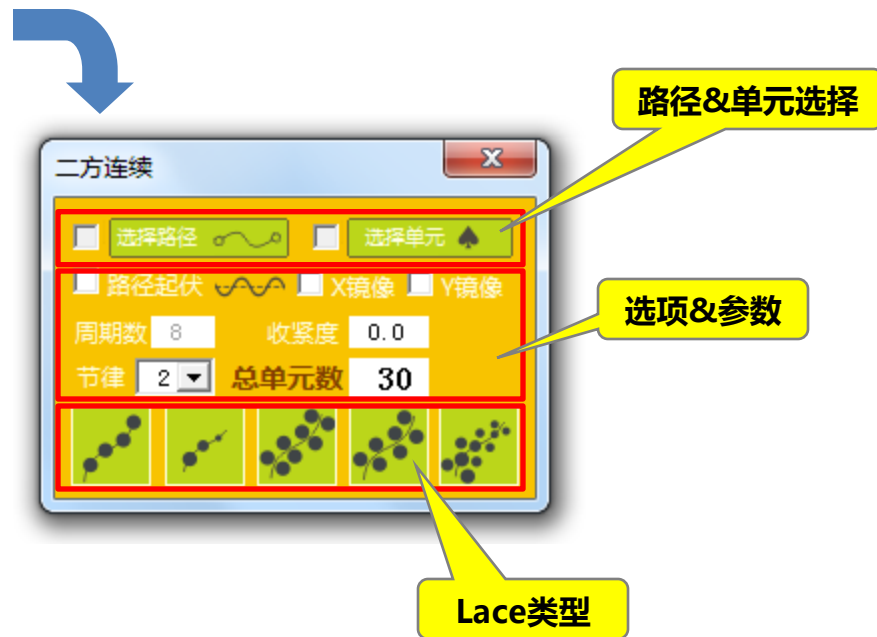 路径&单元选择
二方连续
选择路径 选择单元
路径起伏 X镜像 Y镜像
选项&参数
周期数 8 收紧度 0.0
节律 2 总单元数 30
Lace类型